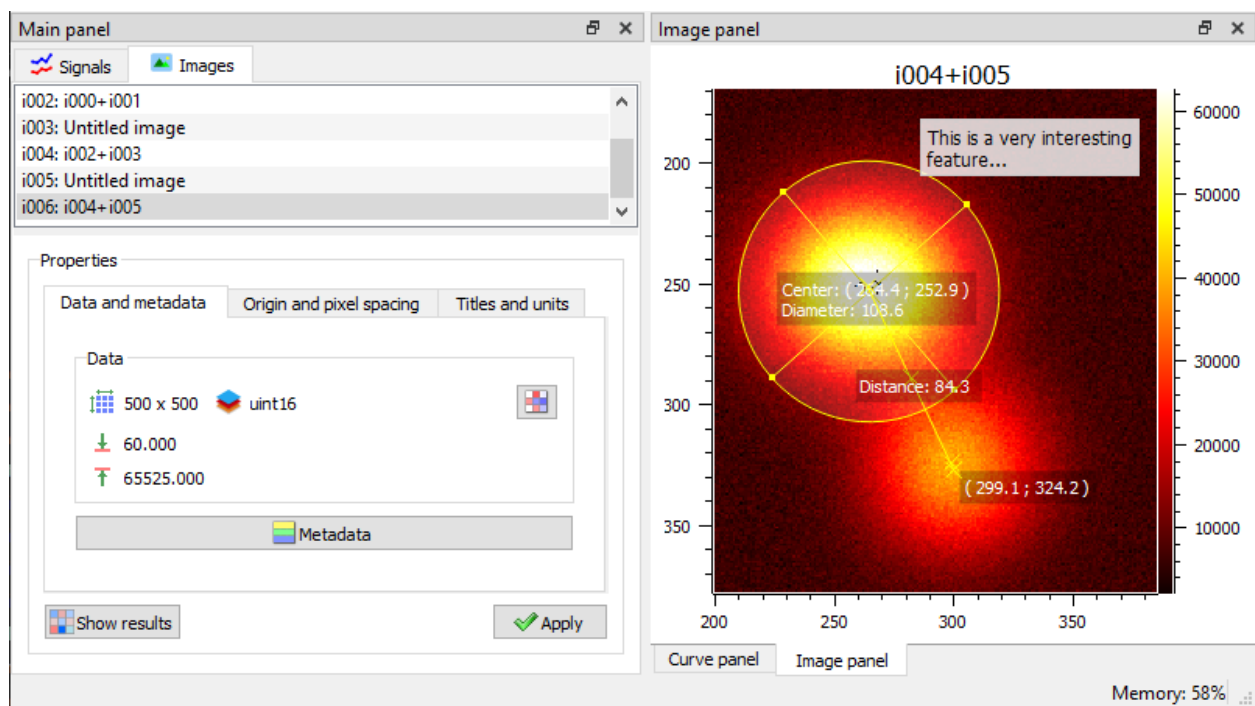 Main panel
Signals
Images
i002: i000+i001
i003: Untitled image
i004: i002+i003
i005: Untitled image
i006: i004+i005
Properties
Data and metadata
Origin and pixel spacing
Titles and units
Data
500 x 500
uint16
60.000
65525.000
Metadata
Show results
Apply
Image panel
i004+i005
This is a very interesting
feature...
Center: ( 264.4 ; 252.9 )
Diameter: 108.6
Distance: 84.3
( 299.1 ; 324.2 )
200
250
300
350
200
250
300
350
60000
50000
40000
30000
20000
10000
Curve panel
Image panel
Memory: 58%